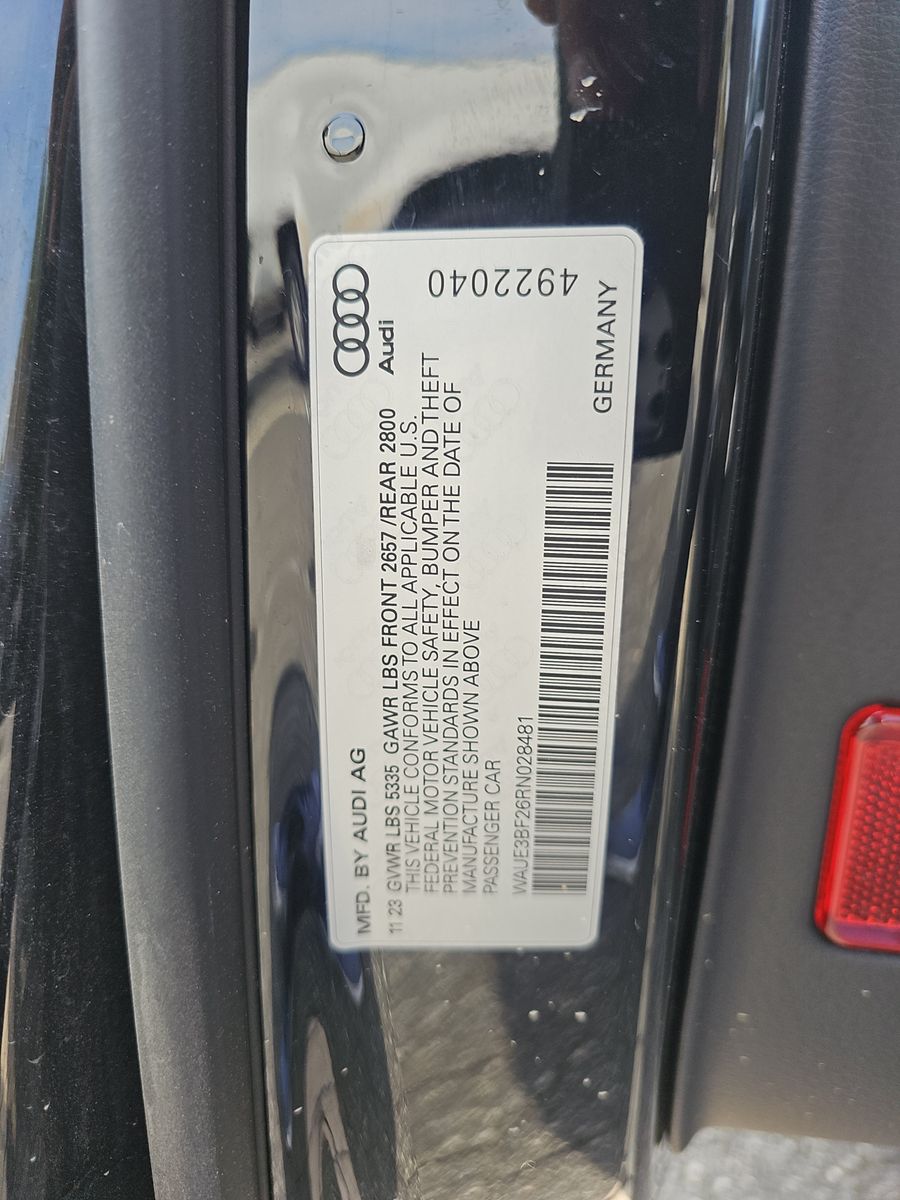 MFD. BY AUDI AG
Audi
11 23 GVWR LBS 5335 GAWR LBS FRONT 2657 /REAR 2800
THIS VEHICLE CONFORMS TO ALL APPLICABLE U.S.
FEDERAL MOTOR VEHICLE SAFETY, BUMPER AND THEFT
PREVENTION STANDARDS IN EFFECT ON THE DATE OF
MANUFACTURE SHOWN ABOVE
PASSENGER CAR
WAUE3BF26RN028481
GERMANY
4922040